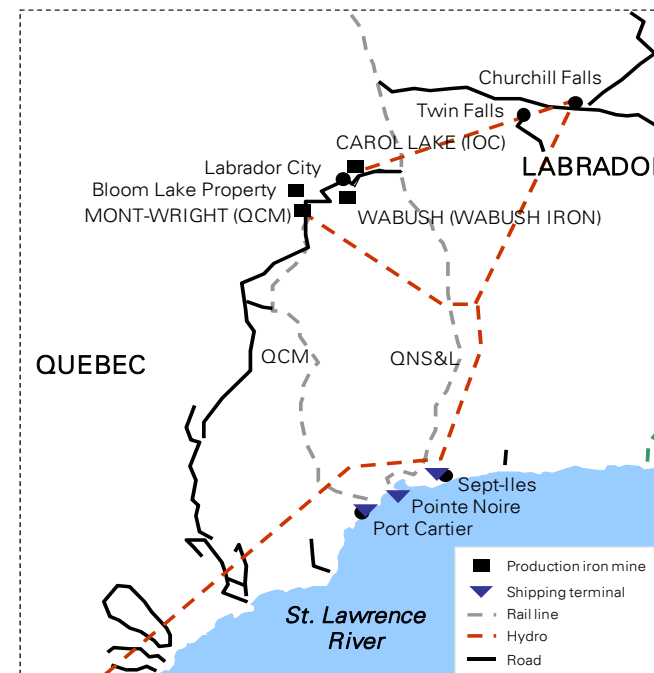 Churchill Falls
Twin Falls
CAROL LAKE (IOC)
LABRADOR
Labrador City
Bloom Lake Property
MONT-WRIGHT (QCM)
WABUSH (WABUSH IRON)
QUEBEC
QCM
QNS&L
Sept-Iles
Pointe Noire
Port Cartier
St. Lawrence
River
Production iron mine
Shipping terminal
Rail line
Hydro
Road